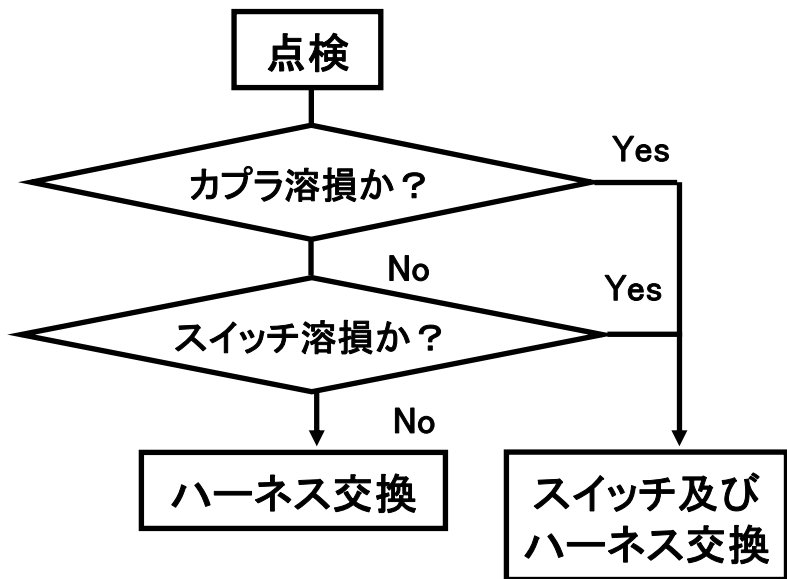 点検
カプラ溶損か？
Yes
No
スイッチ溶損か？
Yes
No
ハーネス交換
スイッチ及び
ハーネス交換